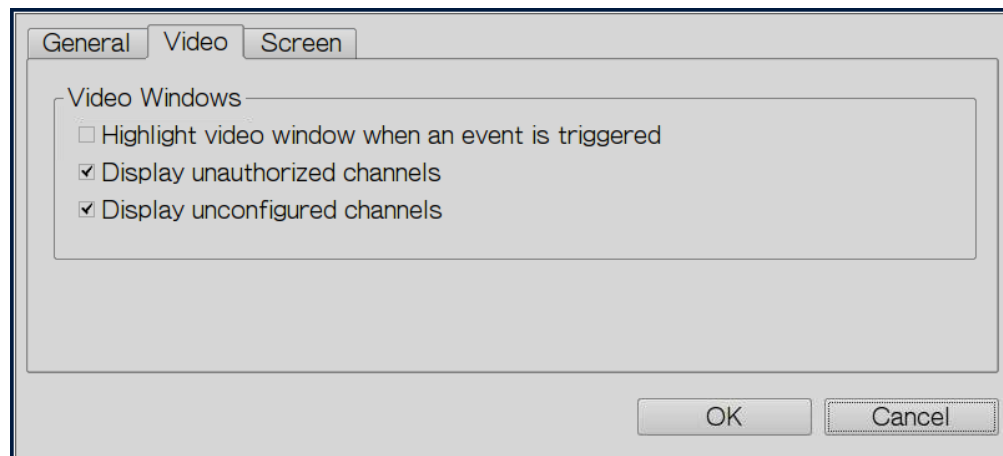 General Video Screen
Video Windows
Highlight video window when an event is triggered
Display unauthorized channels
Display unconfigured channels
OK Cancel